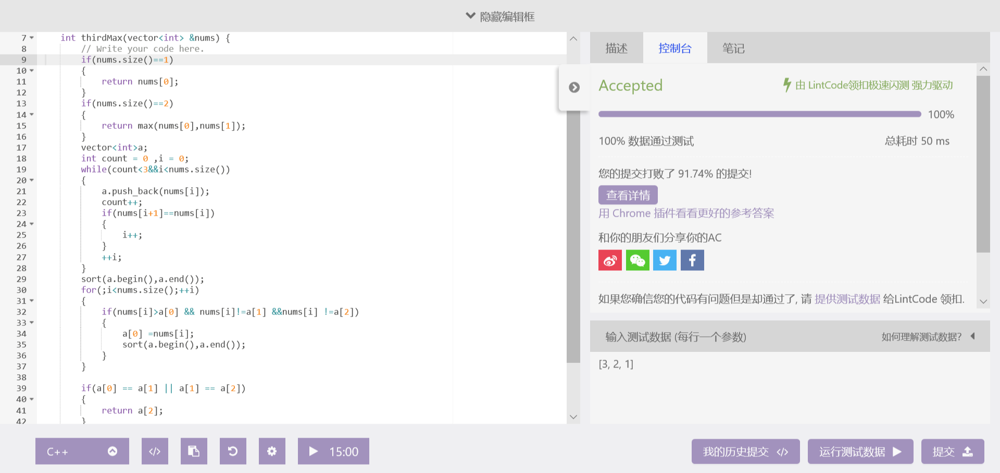 隐藏编辑框
7 int thirdMax(vector<int> &nums) {
8 // Write your code here.
9 if(nums.size()==1)
10 {
11 return nums[0];
12 }
13 if(nums.size()==2)
14 {
15 return max(nums[0],nums[1]);
16 }
17 vector<int>a;
18 int count = 0 ,i = 0;
19 while(count<3&&i<nums.size())
20 {
21 a.push_back(nums[i]);
22 count++;
23 if(nums[i+1]==nums[i])
24 {
25 i++;
26 }
27 ++i;
28 }
29 sort(a.begin(),a.end());
30 for(;i<nums.size();++i)
31 {
32 if(nums[i]>a[0] && nums[i]!=a[1] &&nums[i] !=a[2])
33 {
34 a[0] =nums[i];
35 sort(a.begin(),a.end());
36 }
37 }
38
39 if(a[0] == a[1] || a[1] == a[2])
40 {
41 return a[2];
42 }
描述 控制台 笔记
Accepted 由 LintCode领扣极速闪测 强力驱动
100%
100% 数据通过测试 总耗时 50 ms
您的提交打败了 91.74% 的提交!
查看详情
用 Chrome 插件看看更好的参考答案
和你的朋友们分享你的AC
如果您确信您的代码有问题但是却通过了, 请 提供测试数据 给LintCode 领扣.
输入测试数据 (每行一个参数) 如何理解测试数据?
[3, 2, 1]
C++ </> 15:00 我的历史提交 </> 运行测试数据 提交